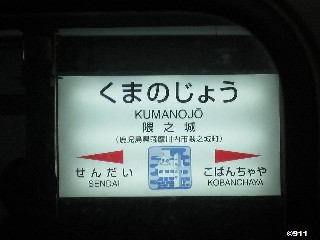 くまのじょう
KUMANOJŌ
隈之城
(鹿児島県薩摩川内市隈之城町)
せんだい こばんちゃや
SENDAI KOBANCHAYA
©911